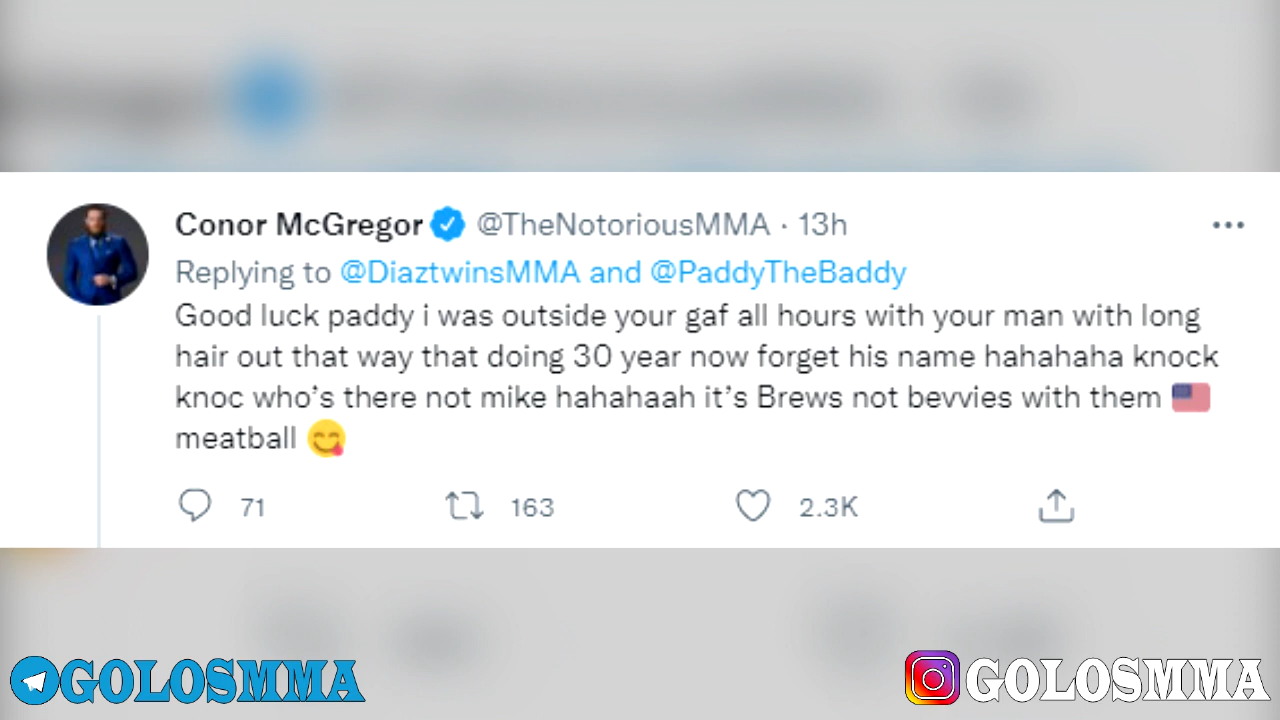 Conor McGregor @TheNotoriousMMA · 13h
Replying to @DiaztwinsMMA and @PaddyTheBaddy
Good luck paddy i was outside your gaf all hours with your man with long
hair out that way that doing 30 year now forget his name hahahaha knock
knoc who’s there not mike hahahaah it’s Brews not bevvies with them 🇺🇸
meatball 😋
71 163 2.3K
GOLOSMMA GOLOSMMA